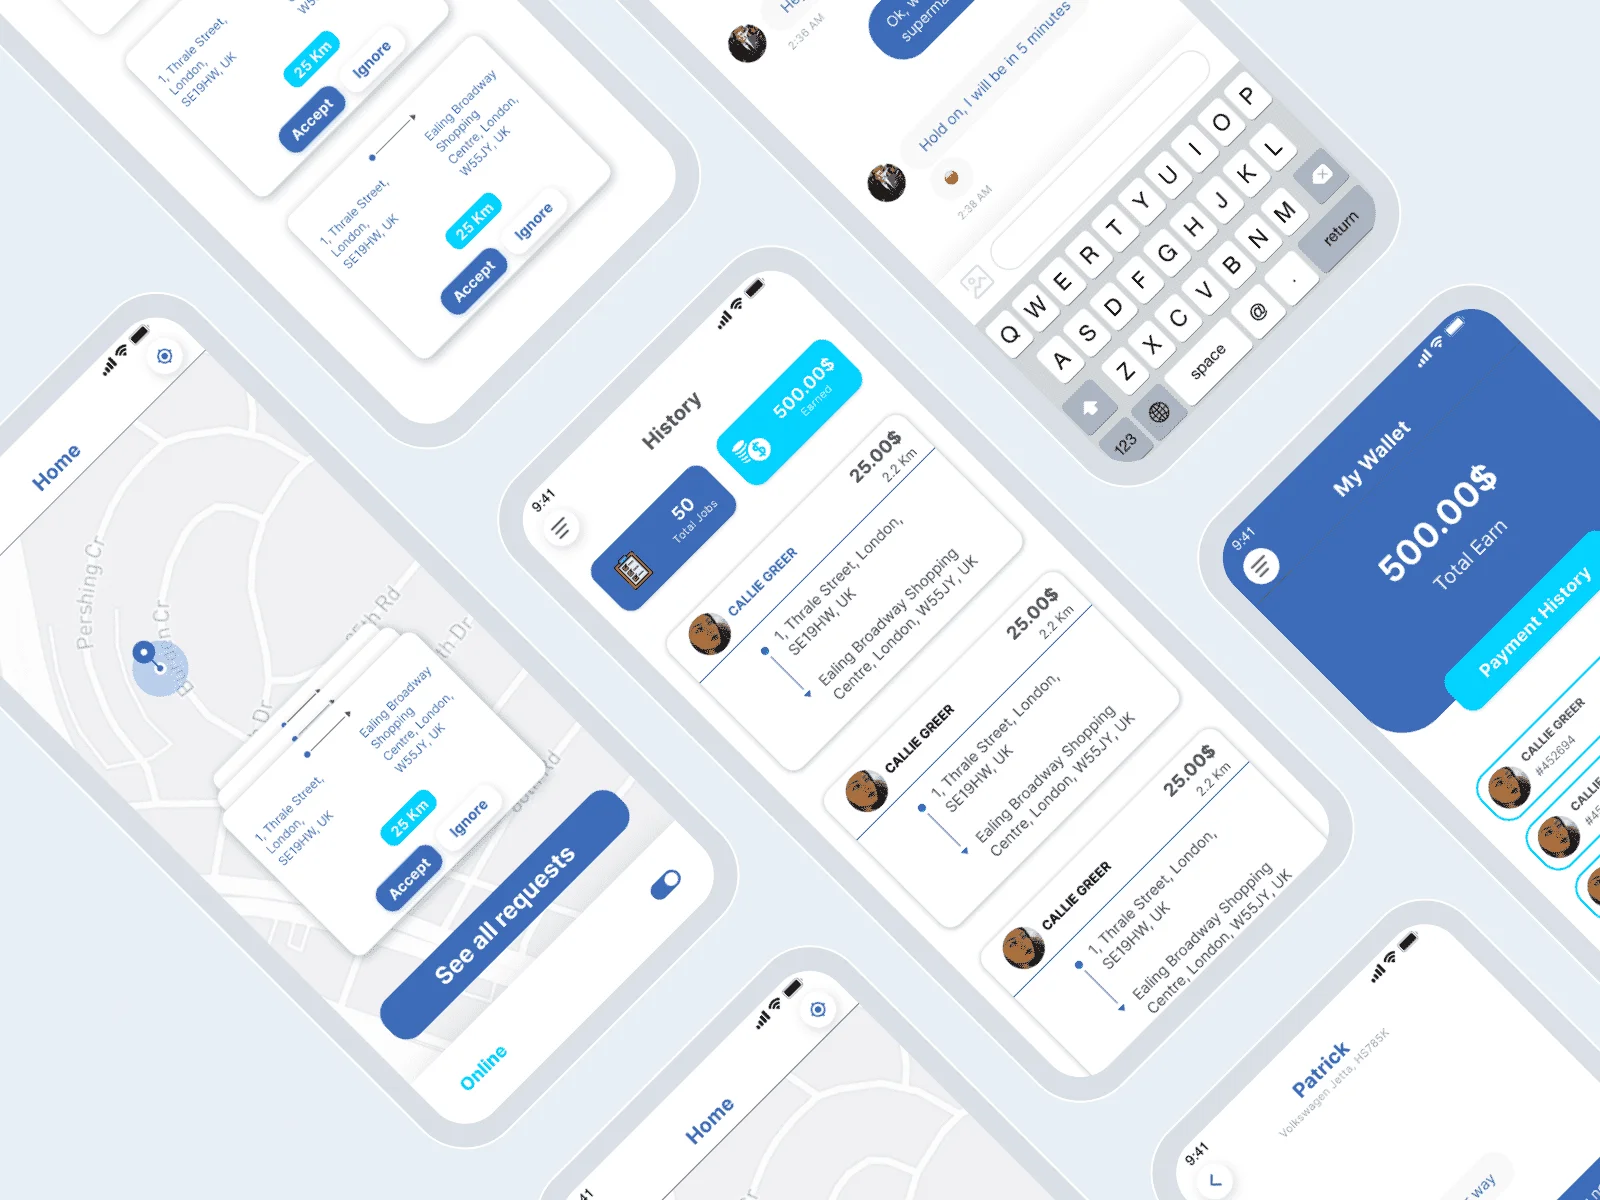 W5
1, Thrale Street,
London,
SE19HW, UK
25 Km
Ignore
Accept
Ealing Broadway
Shopping
Centre, London,
W55JY, UK
1, Thrale Street,
London,
SE19HW, UK
25 Km
Ignore
Accept
2:36 AM
Ok, w
superma
Hold on, I will be in 5 minutes
2:38 AM
Q W E R T Y U I O P
A S D F G H J K L
Z X C V B N M
123
space
@
.
return
Home
Pershing Cr
95th Rd
th Dr
Dr
Ealing Broadway
Shopping
Centre, London,
W55JY, UK
1, Thrale Street,
London,
SE19HW, UK
25 Km
Ignore
Accept
See all requests
Online
9:41
History
50
Total Jobs
500.00$
Earned
CALLIE GREER
25.00$
2.2 Km
1, Thrale Street, London,
SE19HW, UK
Ealing Broadway Shopping
Centre, London, W55JY, UK
CALLIE GREER
25.00$
2.2 Km
1, Thrale Street, London,
SE19HW, UK
Ealing Broadway Shopping
Centre, London, W55JY, UK
CALLIE GREER
25.00$
2.2 Km
1, Thrale Street, London,
SE19HW, UK
Ealing Broadway Shopping
Centre, London, W55JY, UK
9:41
My Wallet
500.00$
Total Earn
Payment History
CALLIE GREER
#452694
CALLIE
#45
Home
41
9:41
Patrick
Volkswagen Jetta, HS785K
way